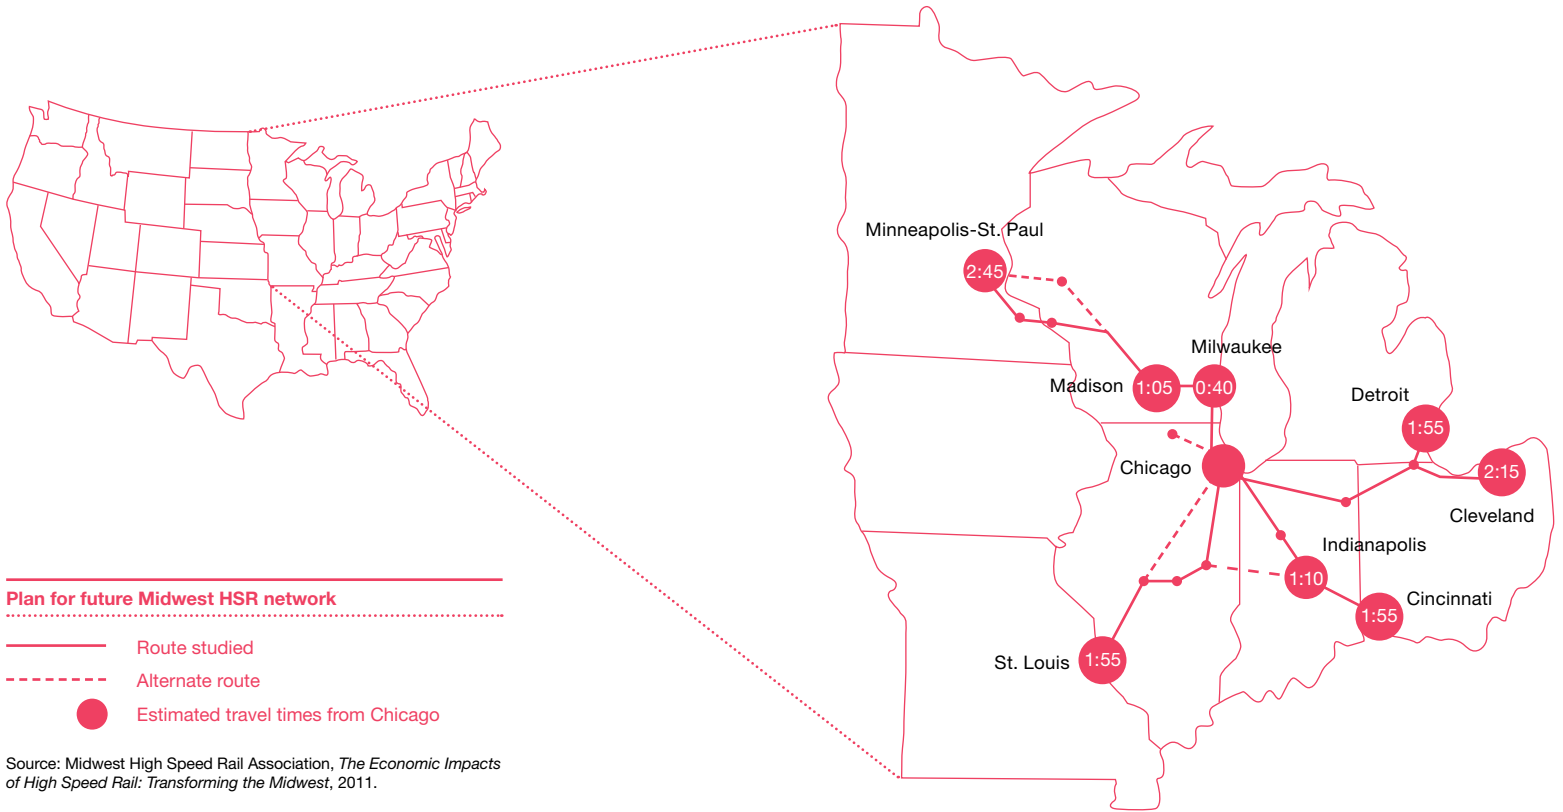 Minneapolis-St. Paul
2:45
Milwaukee
Madison
1:05
0:40
Detroit
1:55
Chicago
2:15
Cleveland
Indianapolis
1:10
Cincinnati
1:55
St. Louis
1:55
Plan for future Midwest HSR network
Route studied
Alternate route
Estimated travel times from Chicago
Source: Midwest High Speed Rail Association, The Economic Impacts
of High Speed Rail: Transforming the Midwest, 2011.